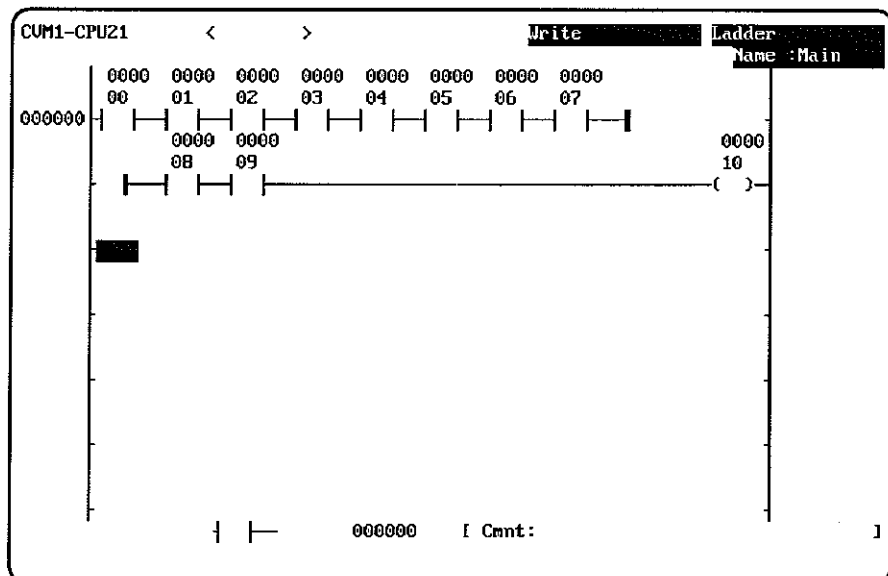 CVM1-CPU21 < > Write Ladder
Name :Main
0000 0000 0000 0000 0000 0000 0000 0000
00 01 02 03 04 05 06 07
000000
0000 0000 0000
08 09 10
( )
000000 [ Cmnt: ]